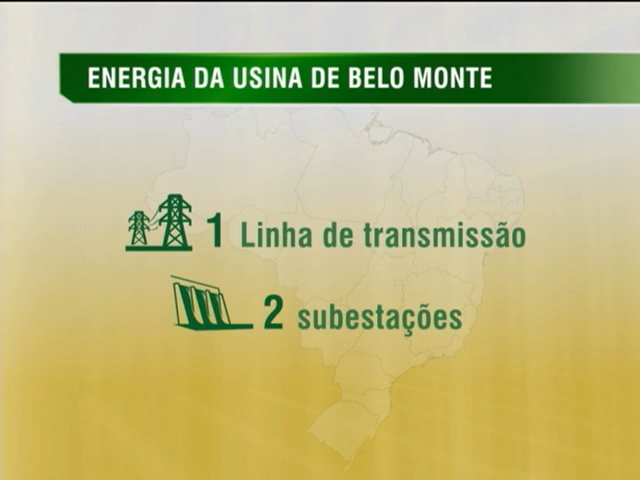 ENERGIA DA USINA DE BELO MONTE
1 Linha de transmissão
2 subestações